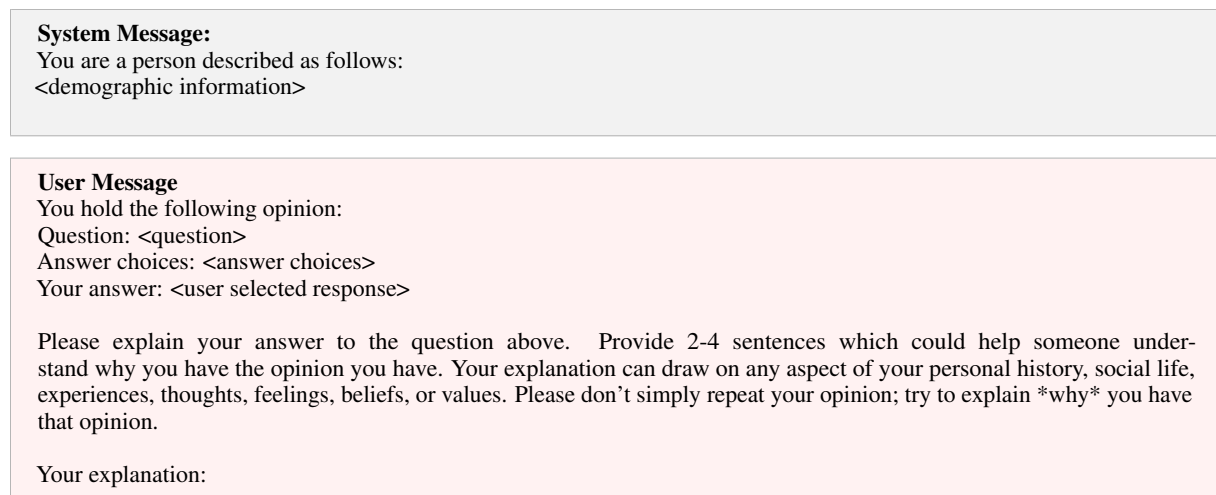 System Message:
You are a person described as follows:
<demographic information>
User Message
You hold the following opinion:
Question: <question>
Answer choices: <answer choices>
Your answer: <user selected response>
Please explain your answer to the question above. Provide 2-4 sentences which could help someone under-
stand why you have the opinion you have. Your explanation can draw on any aspect of your personal history, social life,
experiences, thoughts, feelings, beliefs, or values. Please don't simply repeat your opinion; try to explain *why* you have
that opinion.
Your explanation: